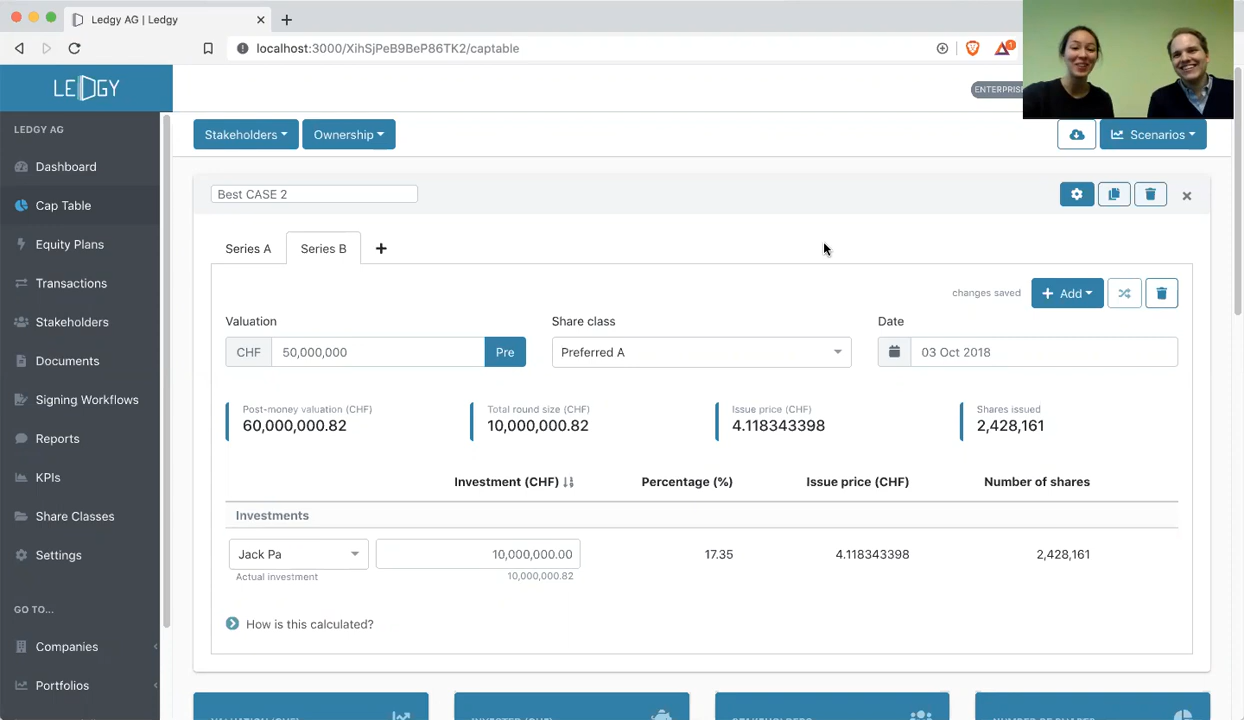 Ledgy AG | Ledgy
localhost:3000/XihSjPeB9BeP86TK2/captable
1
LEDGY
ENTERPRISE
LEDGY AG
Dashboard
Cap Table
Equity Plans
Transactions
Stakeholders
Documents
Signing Workflows
Reports
KPIs
Share Classes
Settings
GO TO...
Companies
Portfolios
Stakeholders
Ownership
Scenarios
Best CASE 2
Series A
Series B
changes saved
Add
Valuation
Share class
Date
CHF
50,000,000
Pre
Preferred A
03 Oct 2018
Post-money valuation (CHF)
Total round size (CHF)
Issue price (CHF)
Shares issued
60,000,000.82
10,000,000.82
4.118343398
2,428,161
Investment (CHF)
Percentage (%)
Issue price (CHF)
Number of shares
Investments
Jack Pa
10,000,000.00
17.35
4.118343398
2,428,161
Actual investment
10,000,000.82
How is this calculated?